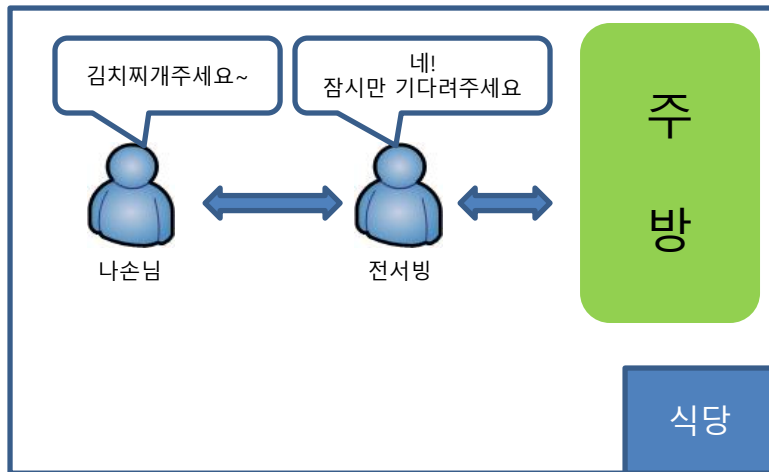 김치찌개주세요~
네!
잠시만 기다려주세요
나손님
전서빙
주
방
식당